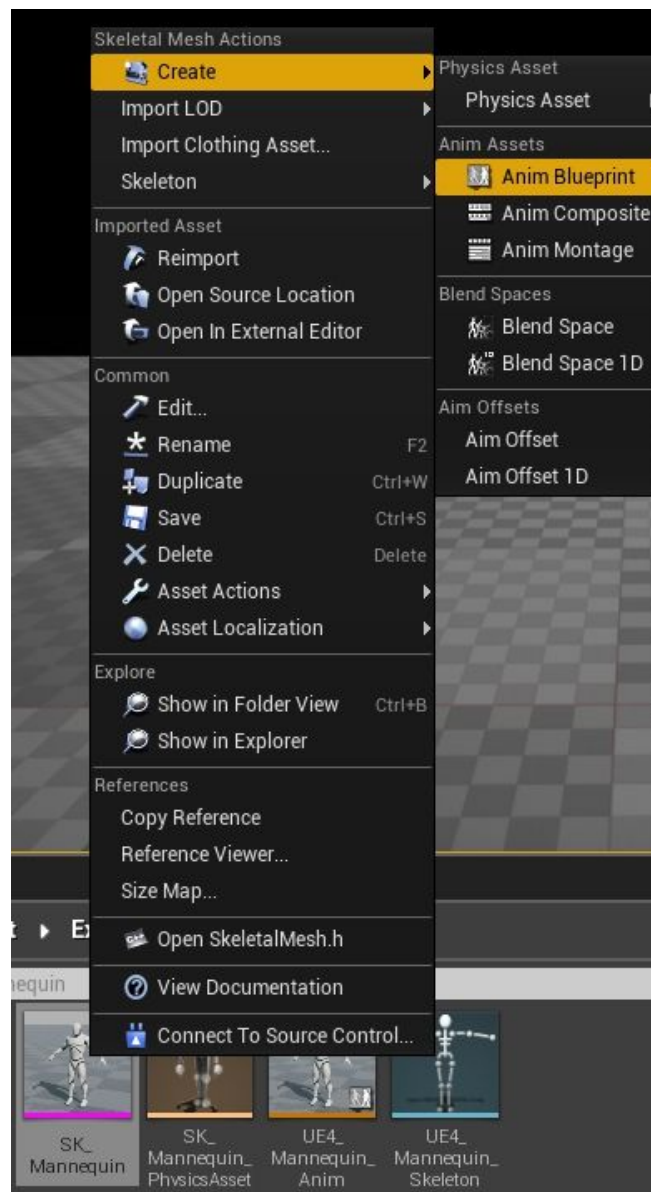 Skeletal Mesh Actions
Create
Import LOD
Import Clothing Asset...
Skeleton
Imported Asset
Reimport
Open Source Location
Open In External Editor
Common
Edit...
Rename F2
Duplicate Ctrl+W
Save Ctrl+S
Delete Delete
Asset Actions
Asset Localization
Explore
Show in Folder View Ctrl+B
Show in Explorer
References
Copy Reference
Reference Viewer...
Size Map...
Open SkeletalMesh.h
View Documentation
Connect To Source Control...
Physics Asset
Physics Asset
Anim Assets
Anim Blueprint
Anim Composite
Anim Montage
Blend Spaces
Blend Space
Blend Space 1D
Aim Offsets
Aim Offset
Aim Offset 1D
nequin
SK_
Mannequin
SK_
Mannequin_
PhysicsAsset
UE4_
Mannequin_
Anim
UE4_
Mannequin_
Skeleton